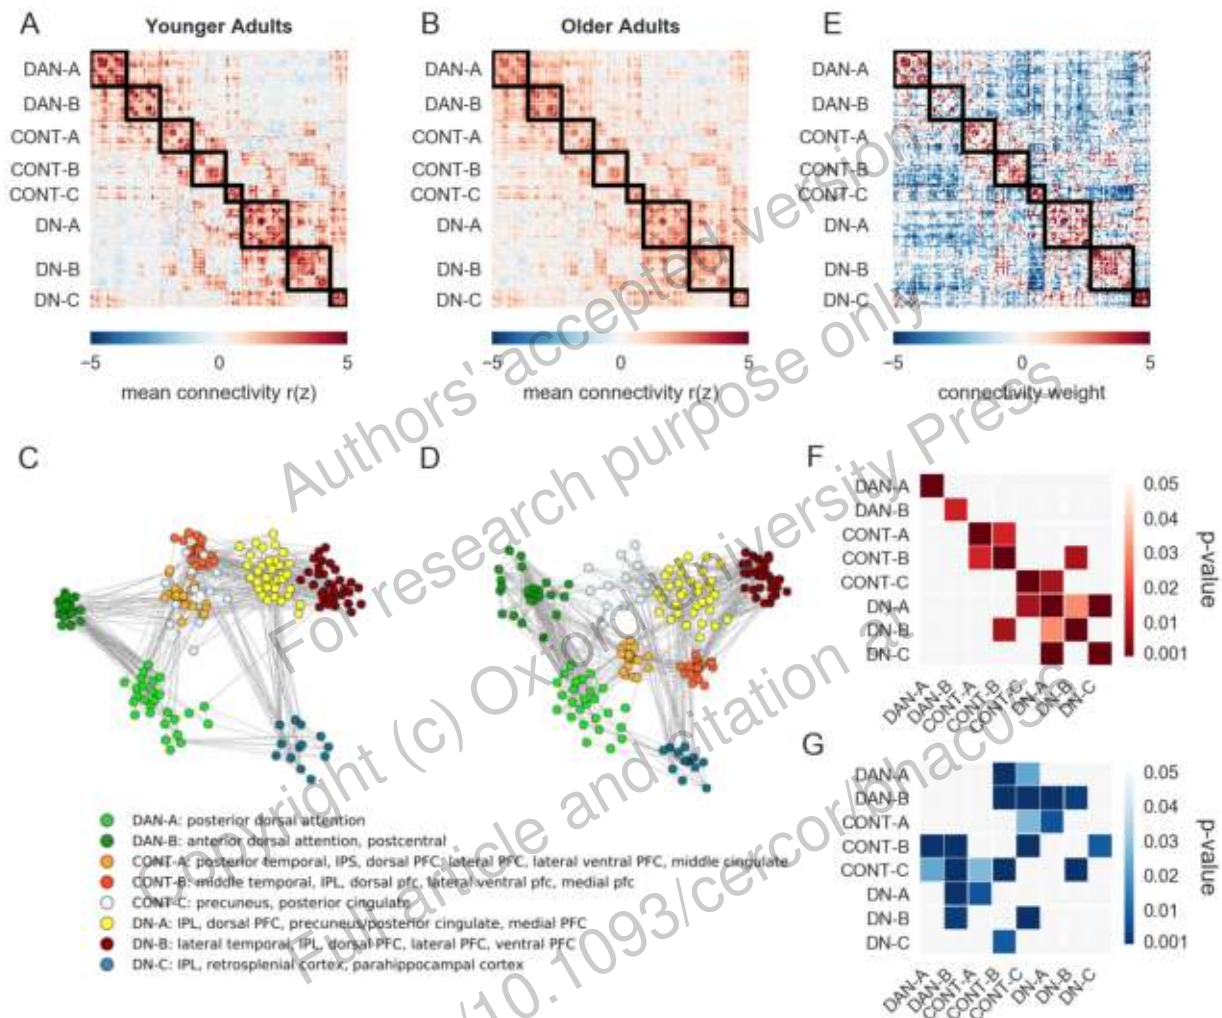 A Younger Adults
B Older Adults
E
DAN-A
DAN-B
CONT-A
CONT-B
CONT-C
DN-A
DN-B
DN-C
DAN-A
DAN-B
CONT-A
CONT-B
CONT-C
DN-A
DN-B
DN-C
DAN-A
DAN-B
CONT-A
CONT-B
CONT-C
DN-A
DN-B
DN-C
−5 0 5
mean connectivity r(z)
−5 0 5
mean connectivity r(z)
−5 0 5
connectivity weight
C
D
F
DAN-A
DAN-B
CONT-A
CONT-B
CONT-C
DN-A
DN-B
DN-C
DAN-A
DAN-B
CONT-A
CONT-B
CONT-C
DN-A
DN-B
DN-C
0.05
0.04
0.03
0.02
0.01
0.001
p-value
G
DAN-A
DAN-B
CONT-A
CONT-B
CONT-C
DN-A
DN-B
DN-C
DAN-A
DAN-B
CONT-A
CONT-B
CONT-C
DN-A
DN-B
DN-C
0.05
0.04
0.03
0.02
0.01
0.001
p-value
DAN-A: posterior dorsal attention
DAN-B: anterior dorsal attention, postcentral
CONT-A: posterior temporal, IPS, dorsal PFC, lateral PFC, lateral ventral PFC, middle cingulate
CONT-B: middle temporal, IPL, dorsal pfc, lateral ventral pfc, medial pfc
CONT-C: precuneus, posterior cingulate
DN-A: IPL, dorsal PFC, precuneus/posterior cingulate, medial PFC
DN-B: lateral temporal, IPL, dorsal PFC, lateral PFC, ventral PFC
DN-C: IPL, retrosplenial cortex, parahippocampal cortex
Authors' accepted version
For research purpose only
Copyright (c) Oxford University Press
Full article and citation at
/10.1093/cercor/bhac056